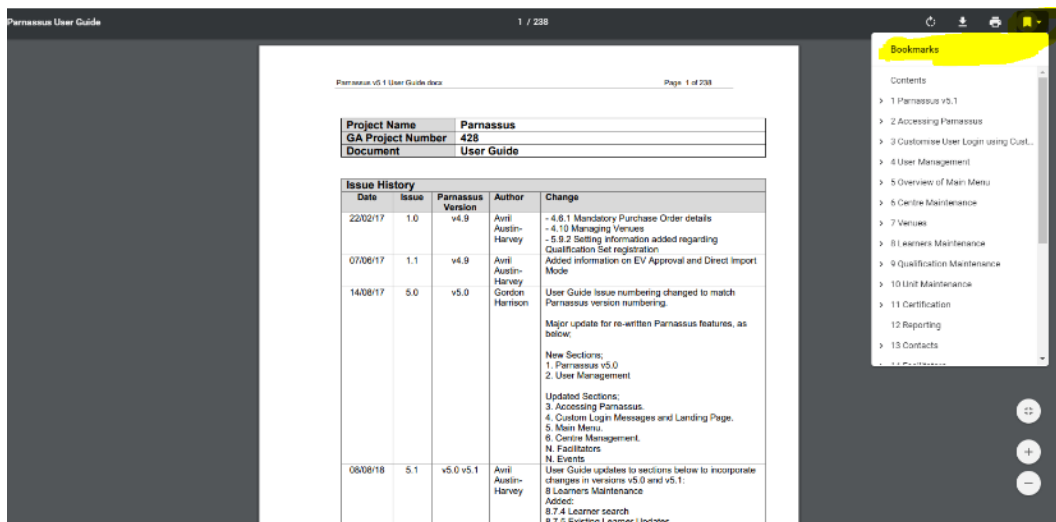 Parnassus User Guide
1 / 238
Bookmarks
Contents
1 Parnassus v5.1
2 Accessing Parnassus
3 Customise User Login using Cust...
4 User Management
5 Overview of Main Menu
6 Centre Maintenance
7 Venues
8 Learners Maintenance
9 Qualification Maintenance
10 Unit Maintenance
11 Certification
12 Reporting
13 Contacts
14 Facilitators
Parnassus v5 1 User Guide.docx
Page 1 of 238
Project Name Parnassus
GA Project Number 428
Document User Guide
Issue History
Date Issue Parnassus Version Author Change
22/02/17 1.0 v4.9 Avril Austin-Harvey
- 4.6.1 Mandatory Purchase Order details
- 4.10 Managing Venues
- 5.9.2 Setting information added regarding
Qualification Set registration
07/06/17 1.1 v4.9 Avril Austin-Harvey
Added information on EV Approval and Direct Import
Mode
14/08/17 5.0 v5.0 Gordon Harrison
User Guide Issue numbering changed to match
Parnassus version numbering.
Major update for re-written Parnassus features, as
below;
New Sections;
1. Parnassus v5.0
2. User Management
Updated Sections;
3. Accessing Parnassus.
4. Custom Login Messages and Landing Page.
5. Main Menu.
6. Centre Management.
N. Facilitators
N. Events
08/08/18 5.1 v5.0 v5.1 Avril Austin-Harvey
User Guide updates to sections below to incorporate
changes in versions v5.0 and v5.1:
8 Learners Maintenance
Added:
8.7.4 Learner search
8.7.5 Existing Learner Updates